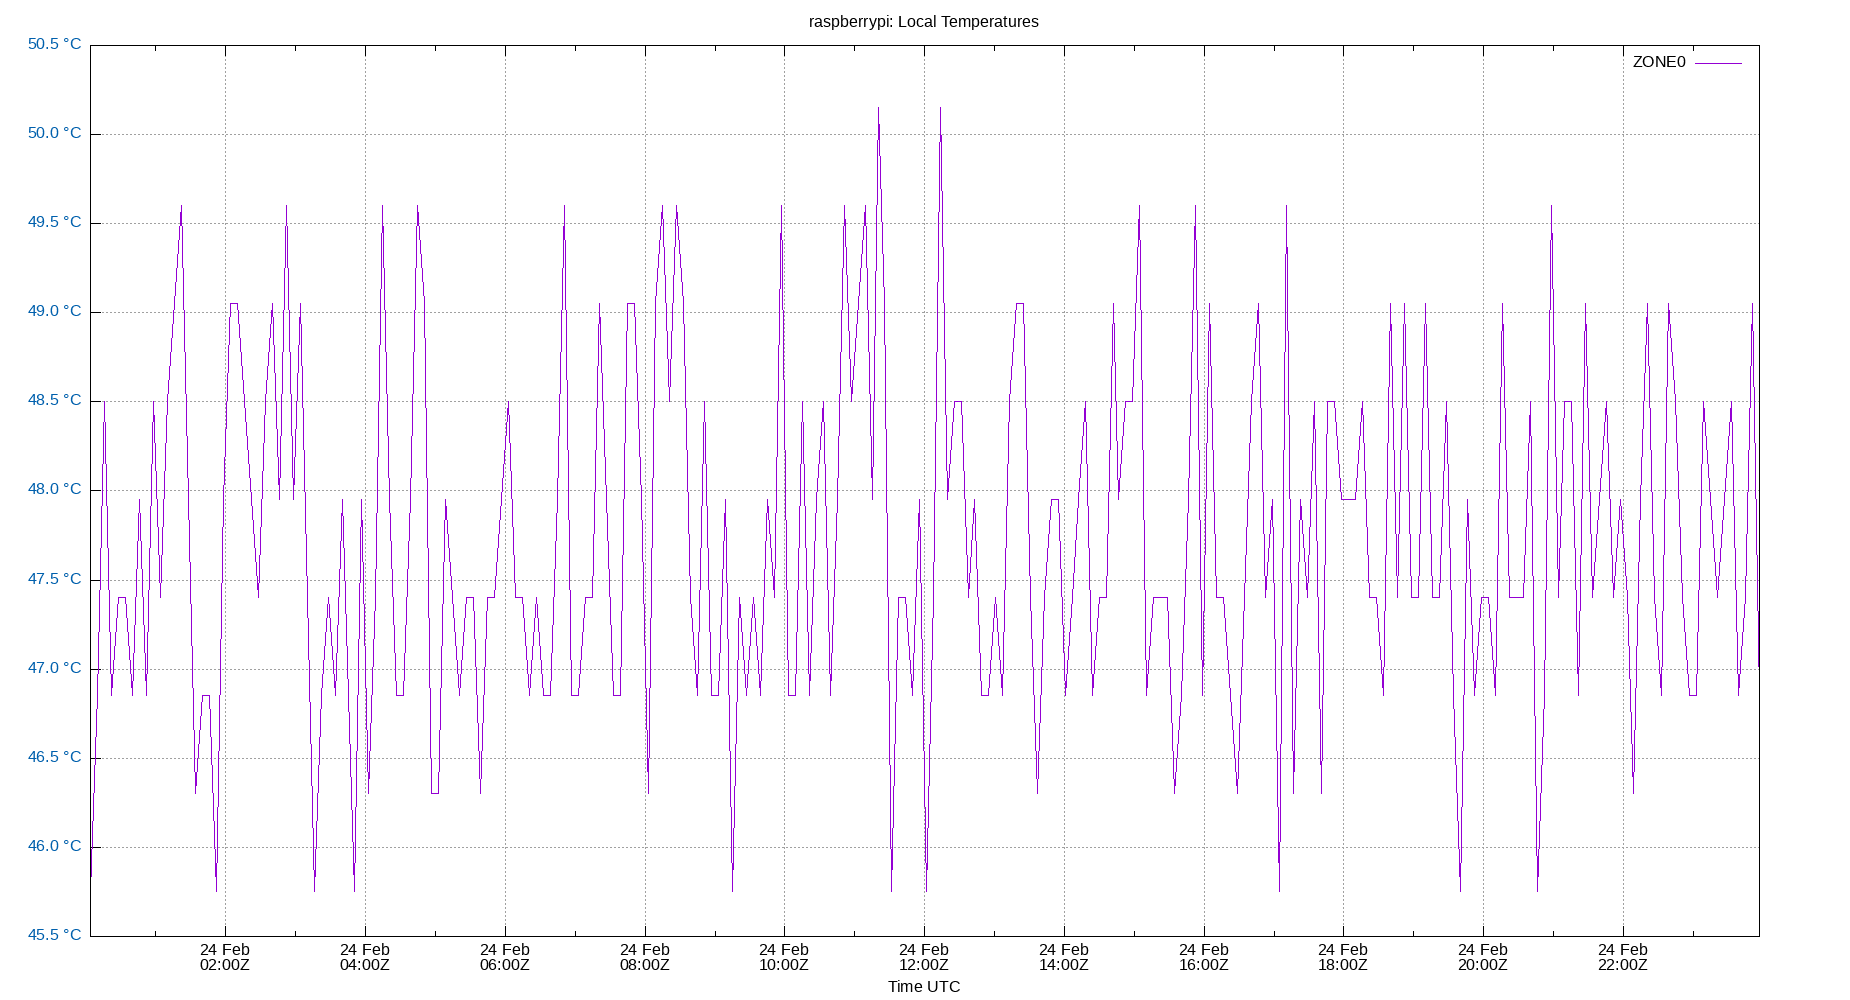 raspberrypi: Local Temperatures
ZONE0
50.5 °C
50.0 °C
49.5 °C
49.0 °C
48.5 °C
48.0 °C
47.5 °C
47.0 °C
46.5 °C
46.0 °C
45.5 °C
24 Feb 24 Feb 24 Feb 24 Feb 24 Feb 24 Feb 24 Feb 24 Feb 24 Feb 24 Feb 24 Feb
02:00Z 04:00Z 06:00Z 08:00Z 10:00Z 12:00Z 14:00Z 16:00Z 18:00Z 20:00Z 22:00Z
Time UTC